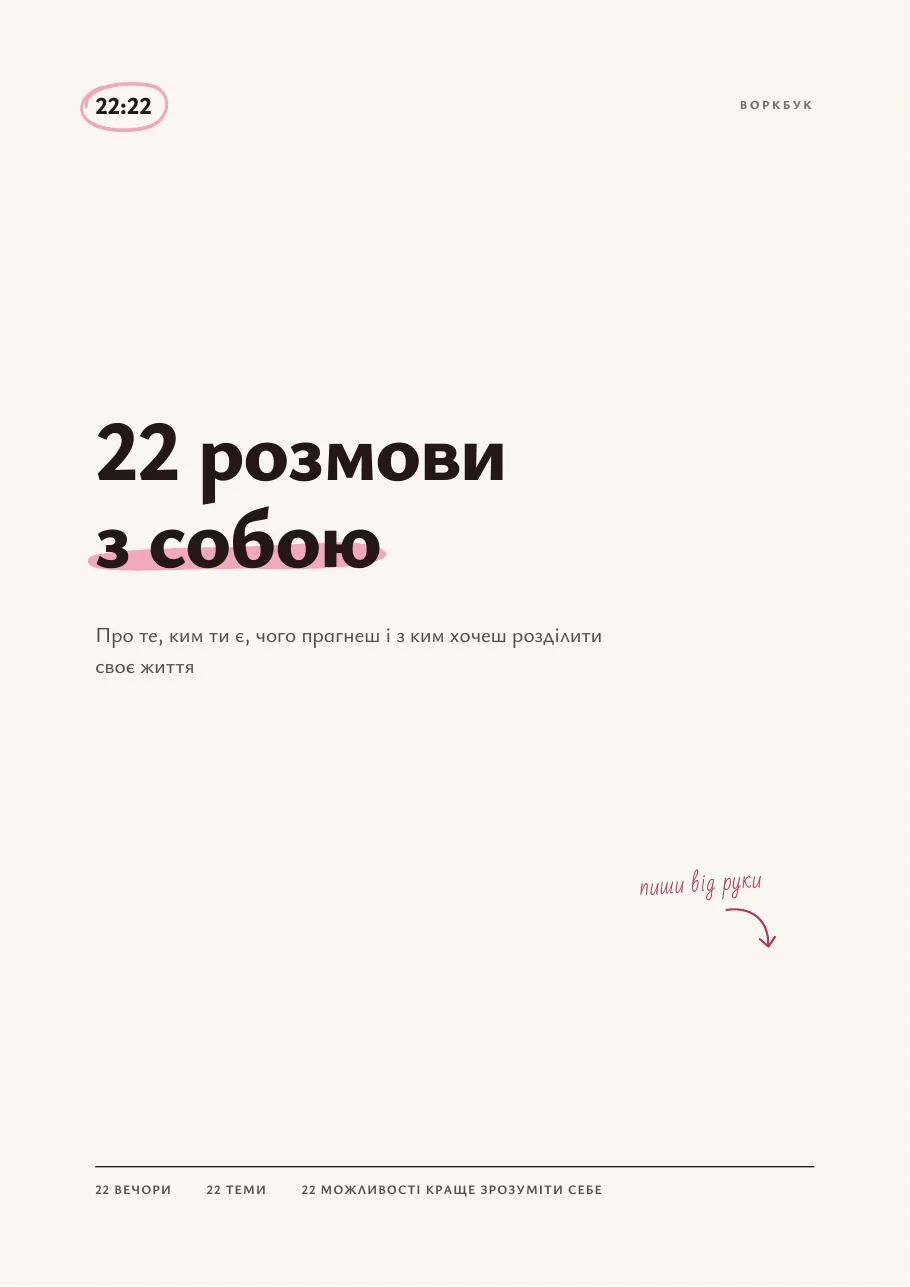 22:22
ВОРКБУК
22 розмови
з собою
Про те, ким ти є, чого прагнеш і з ким хочеш розділити
своє життя
пиши від руки
22 ВЕЧОРИ 22 ТЕМИ 22 МОЖЛИВОСТІ КРАЩЕ ЗРОЗУМІТИ СЕБЕ